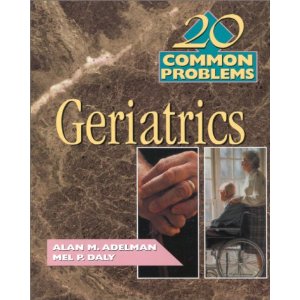 20
COMMON
PROBLEMS
Geriatrics
ALAN M. ADELMAN
MEL P. DALY